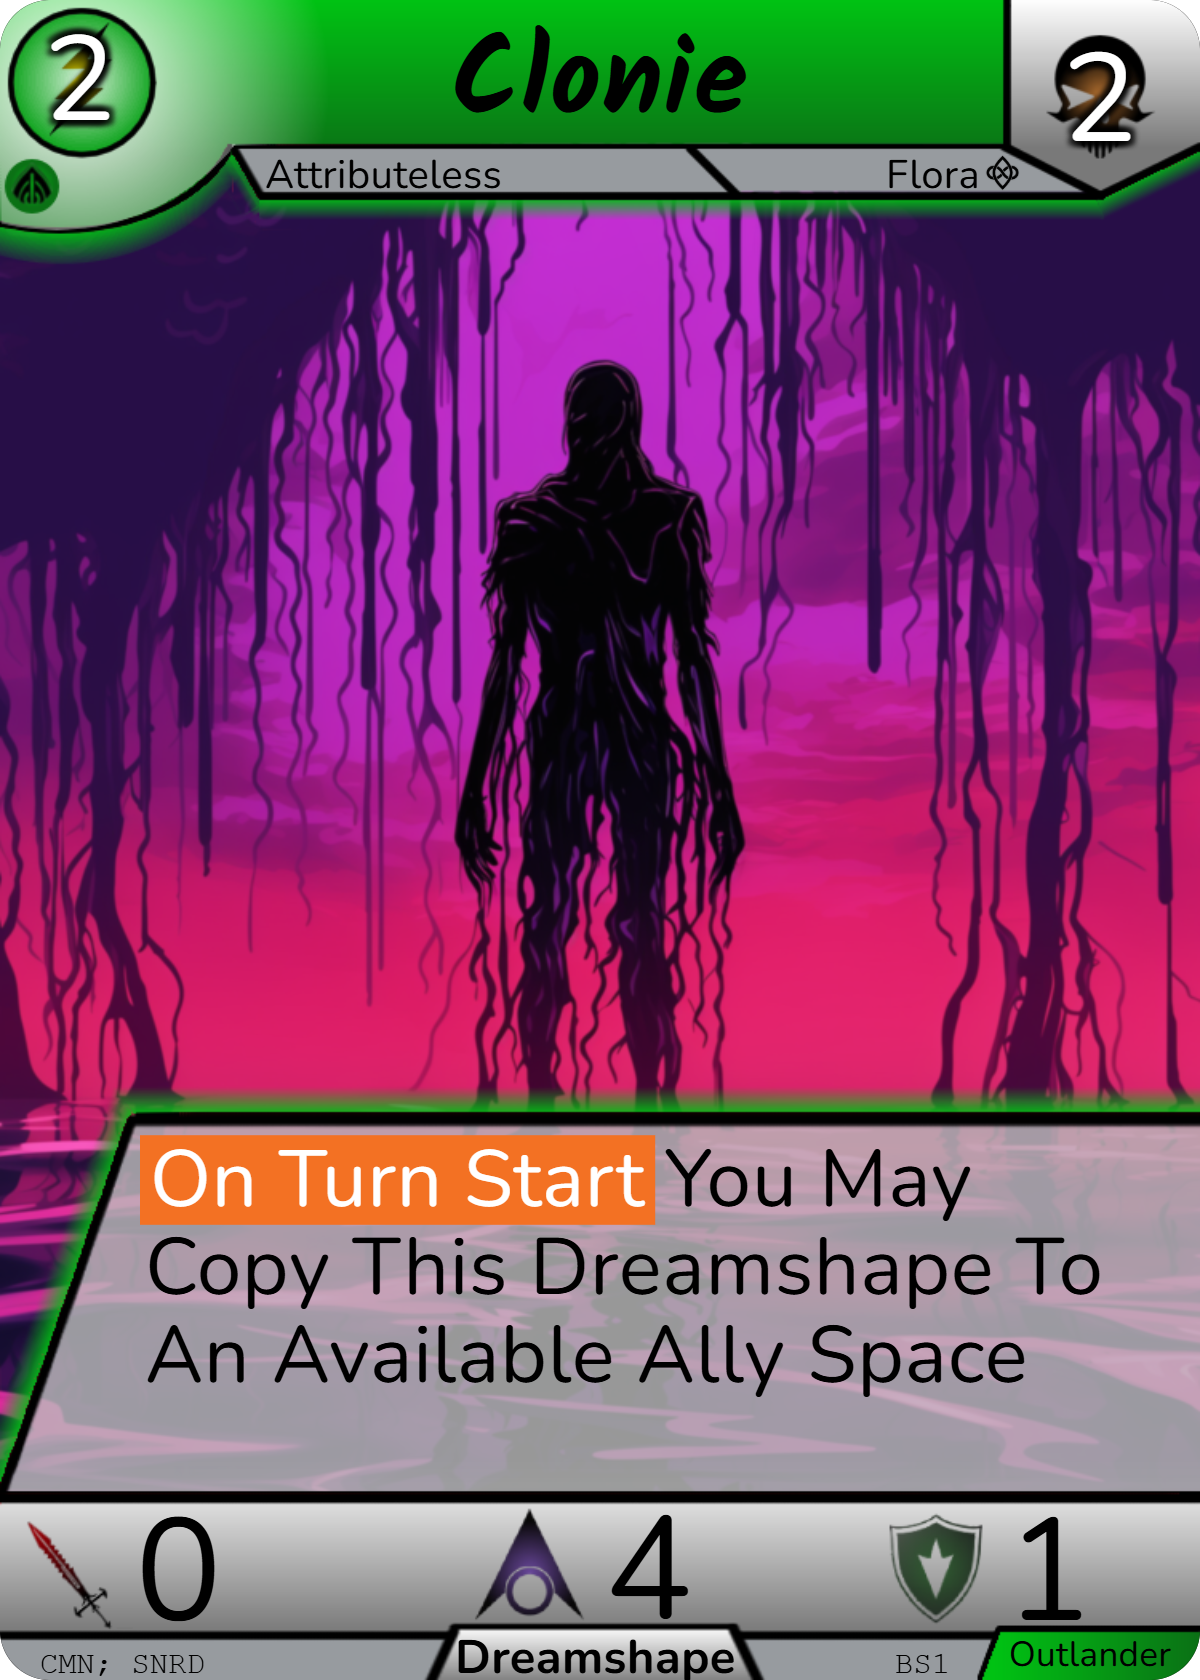 2
Clonie
2
Attributeless
Flora
On Turn Start You May
Copy This Dreamshape To
An Available Ally Space
0
4
1
CMN; SNRD
Dreamshape
BS1
Outlander